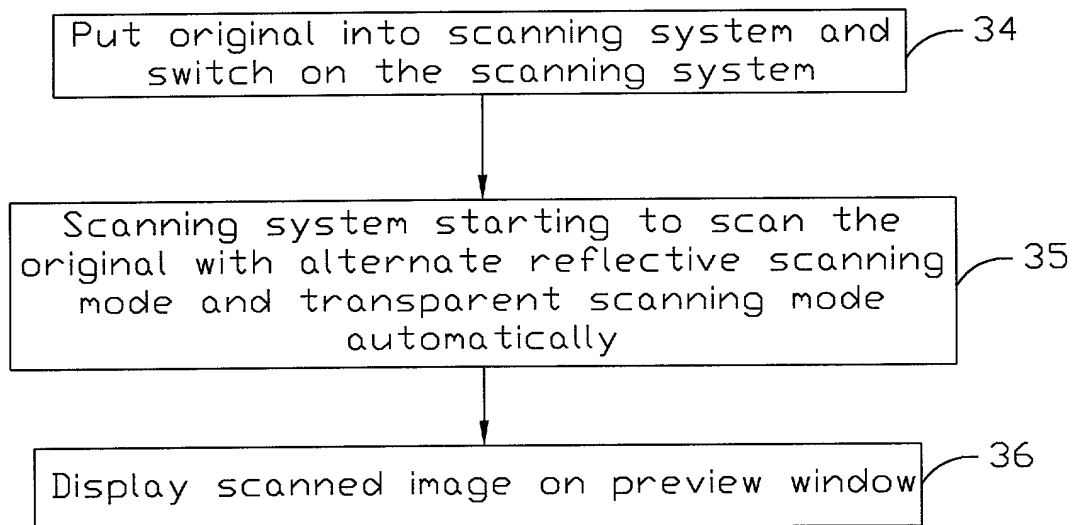 Put original into scanning system and
switch on the scanning system
34
Scanning system starting to scan the
original with alternate reflective scanning
mode and transparent scanning mode
automatically
35
Display scanned image on preview window
36